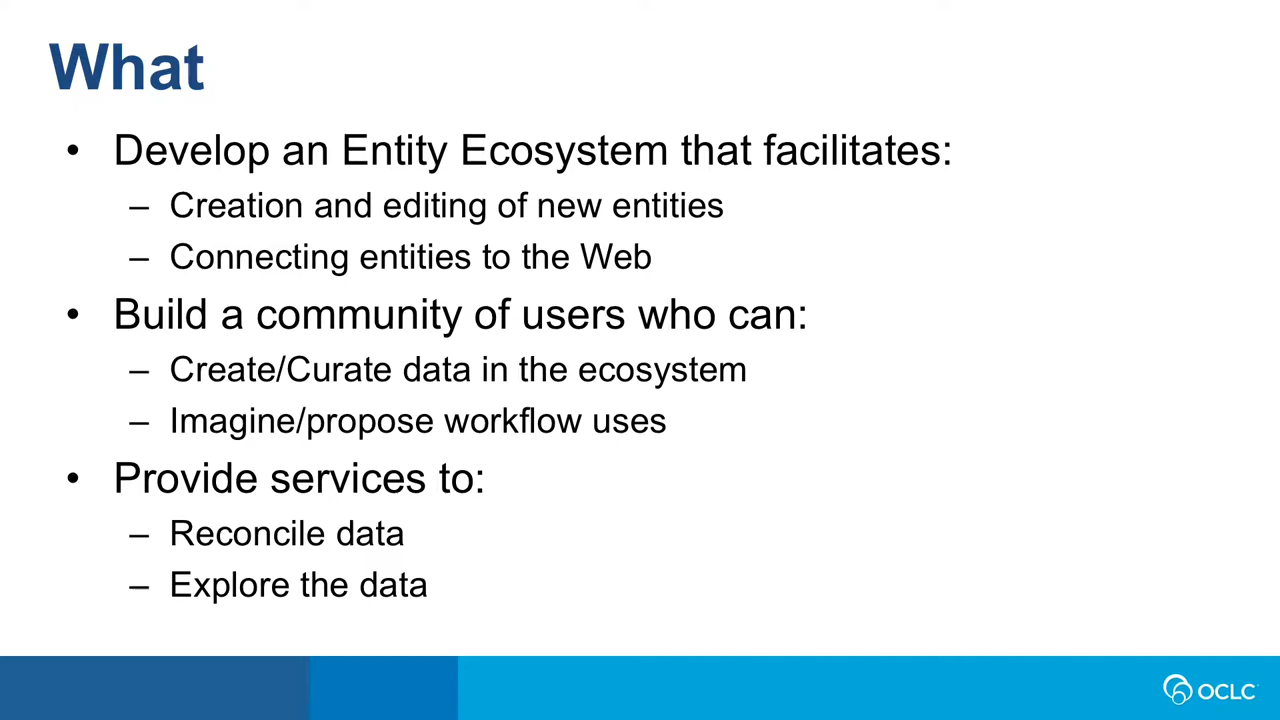 What
• Develop an Entity Ecosystem that facilitates:
– Creation and editing of new entities
– Connecting entities to the Web
• Build a community of users who can:
– Create/Curate data in the ecosystem
– Imagine/propose workflow uses
• Provide services to:
– Reconcile data
– Explore the data
OCLC